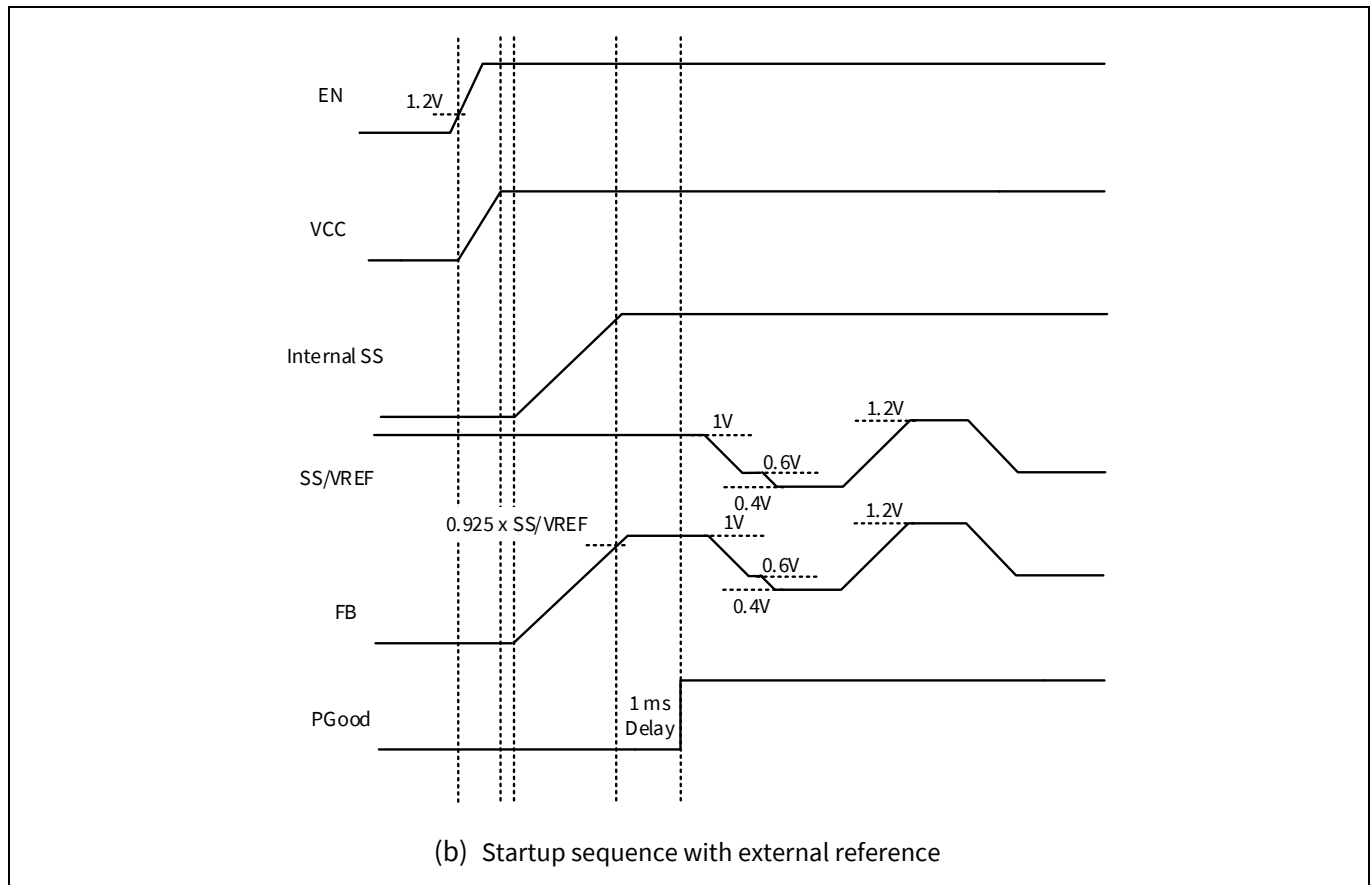 EN
1.2V
VCC
Internal SS
1V
1.2V
0.6V
SS/VREF
0.4V
0.925 x SS/VREF
1V
1.2V
0.6V
0.4V
FB
1 ms
Delay
PGood
(b) Startup sequence with external reference